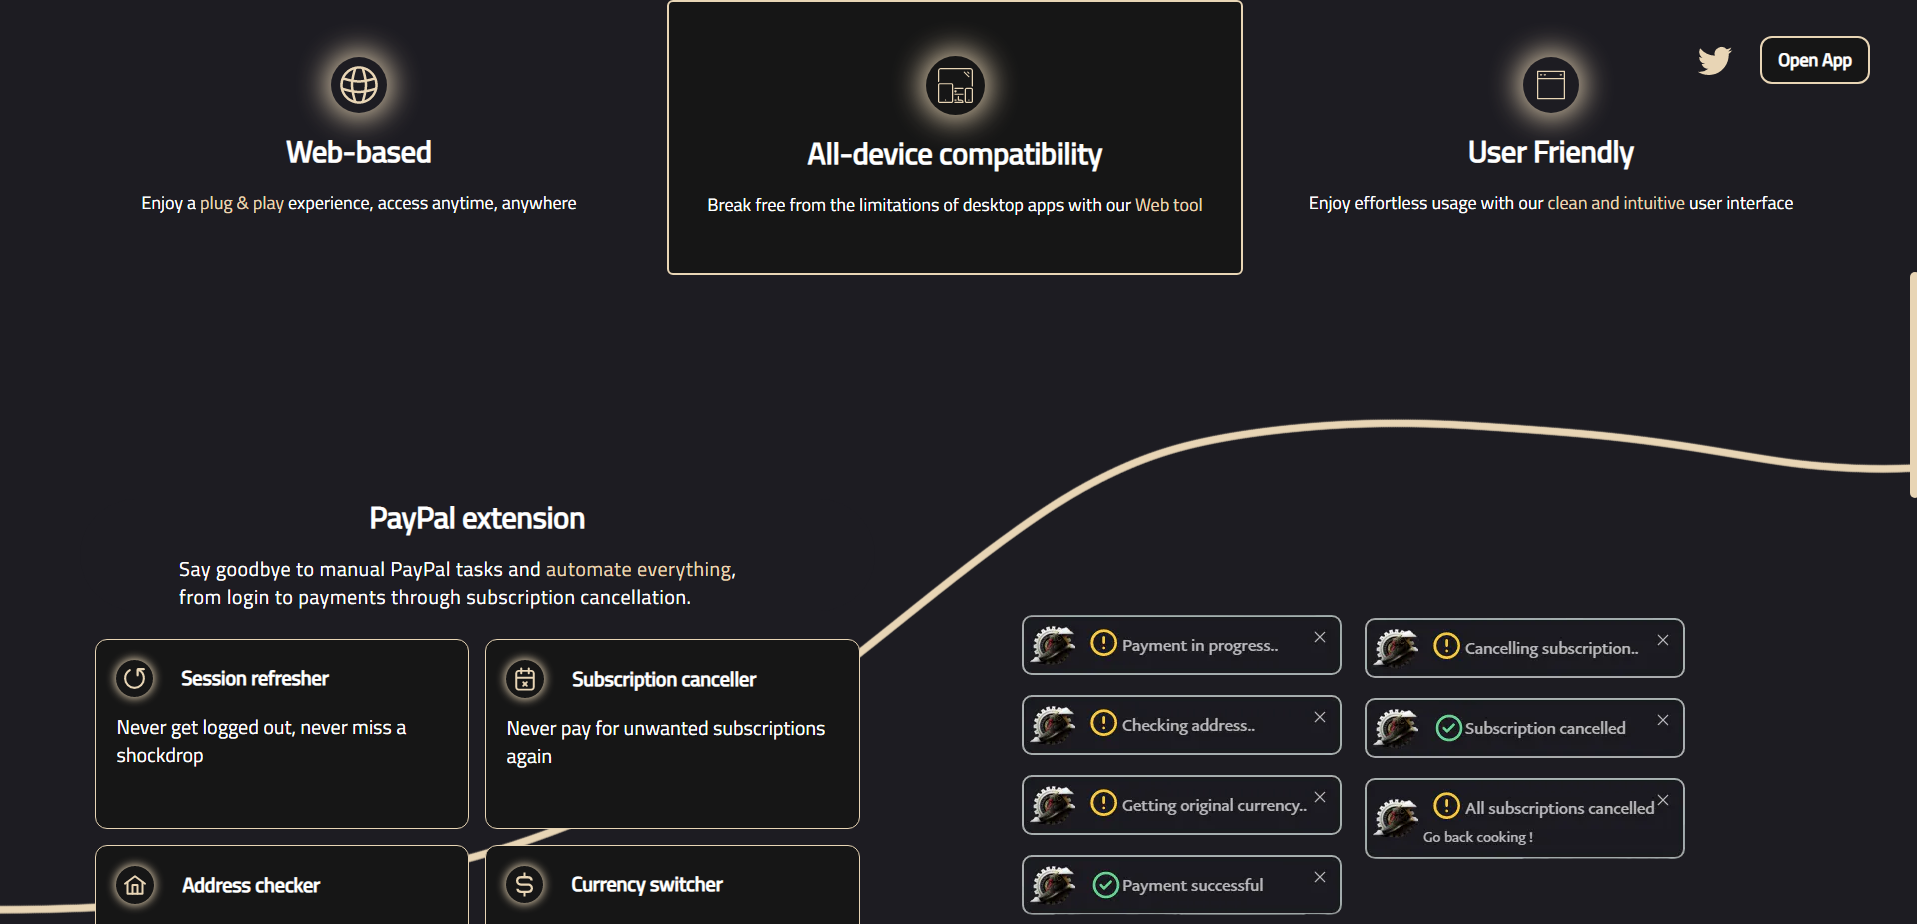 Open App
Web-based
Enjoy a plug & play experience, access anytime, anywhere
All-device compatibility
Break free from the limitations of desktop apps with our Web tool
User Friendly
Enjoy effortless usage with our clean and intuitive user interface
PayPal extension
Say goodbye to manual PayPal tasks and automate everything,
from login to payments through subscription cancellation.
Session refresher
Never get logged out, never miss a
shockdrop
Subscription canceller
Never pay for unwanted subscriptions
again
Address checker
Currency switcher
Payment in progress..
Checking address..
Getting original currency..
Payment successful
Cancelling subscription..
Subscription cancelled
All subscriptions cancelled
Go back cooking !